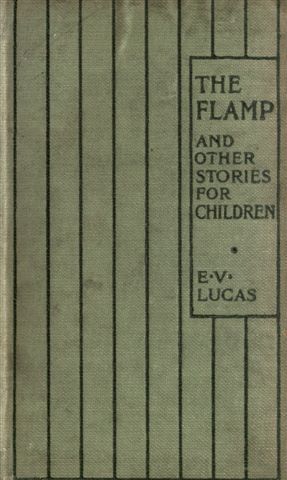 THE
FLAMP
AND
OTHER
STORIES
FOR
CHILDREN
E·V·
LUCAS